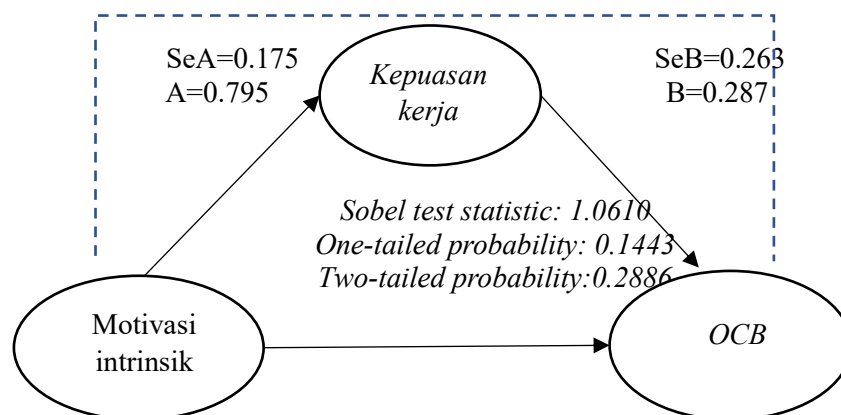 SeA=0.175
A=0.795
Kepuasan
kerja
SeB=0.263
B=0.287
Sobel test statistic: 1.0610
One-tailed probability: 0.1443
Two-tailed probability:0.2886
Motivasi
intrinsik
OCB